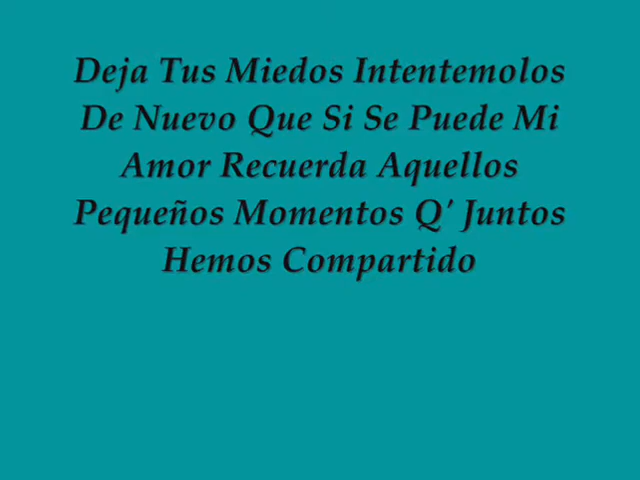 Deja Tus Miedos Intentemolos
De Nuevo Que Si Se Puede Mi
Amor Recuerda Aquellos
Pequeños Momentos Q' Juntos
Hemos Compartido